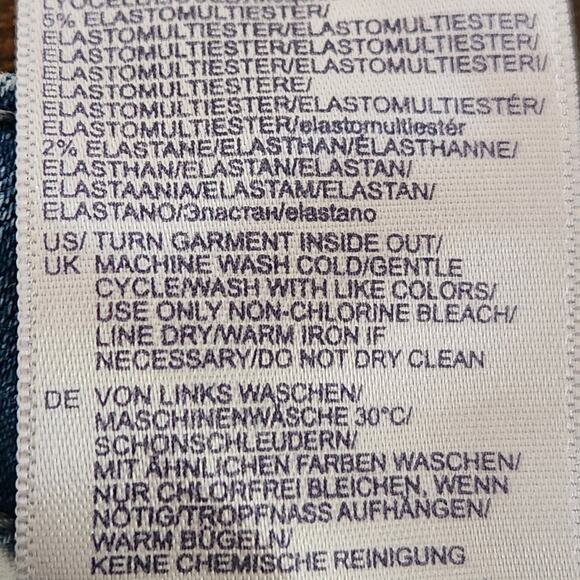 5% ELASTOMULTIESTER/
ELASTOMULTIESTER/ELASTOMULTIESTER/
ELASTOMULTIESTER/ELASTOMULTIESTER/
ELASTOMULTIESTER/ELASTOMULTIESTERI/
ELASTOMULTIESTERE/
ELASTOMULTIESTER/ELASTOMULTIESTÉR/
ELASTOMULTIESTER/elastomultiestér
2% ELASTANE/ELASTHAN/ÉLASTHANNE/
ELASTHAN/ELASTAN/ELASTAN/
ELASTAANIA/ELASTAM/ELASTAN/
ELASTANO/Эластан/elastano
US/ TURN GARMENT INSIDE OUT/
UK MACHINE WASH COLD/GENTLE
CYCLE/WASH WITH LIKE COLORS/
USE ONLY NON-CHLORINE BLEACH/
LINE DRY/WARM IRON IF
NECESSARY/DO NOT DRY CLEAN
DE VON LINKS WASCHEN/
MASCHINENWÄSCHE 30°C/
SCHONSCHLEUDERN/
MIT ÄHNLICHEN FARBEN WASCHEN/
NUR CHLORFREI BLEICHEN, WENN
NÖTIG/TROPFNASS AUFHÄNGEN/
WARM BÜGELN/
KEINE CHEMISCHE REINIGUNG